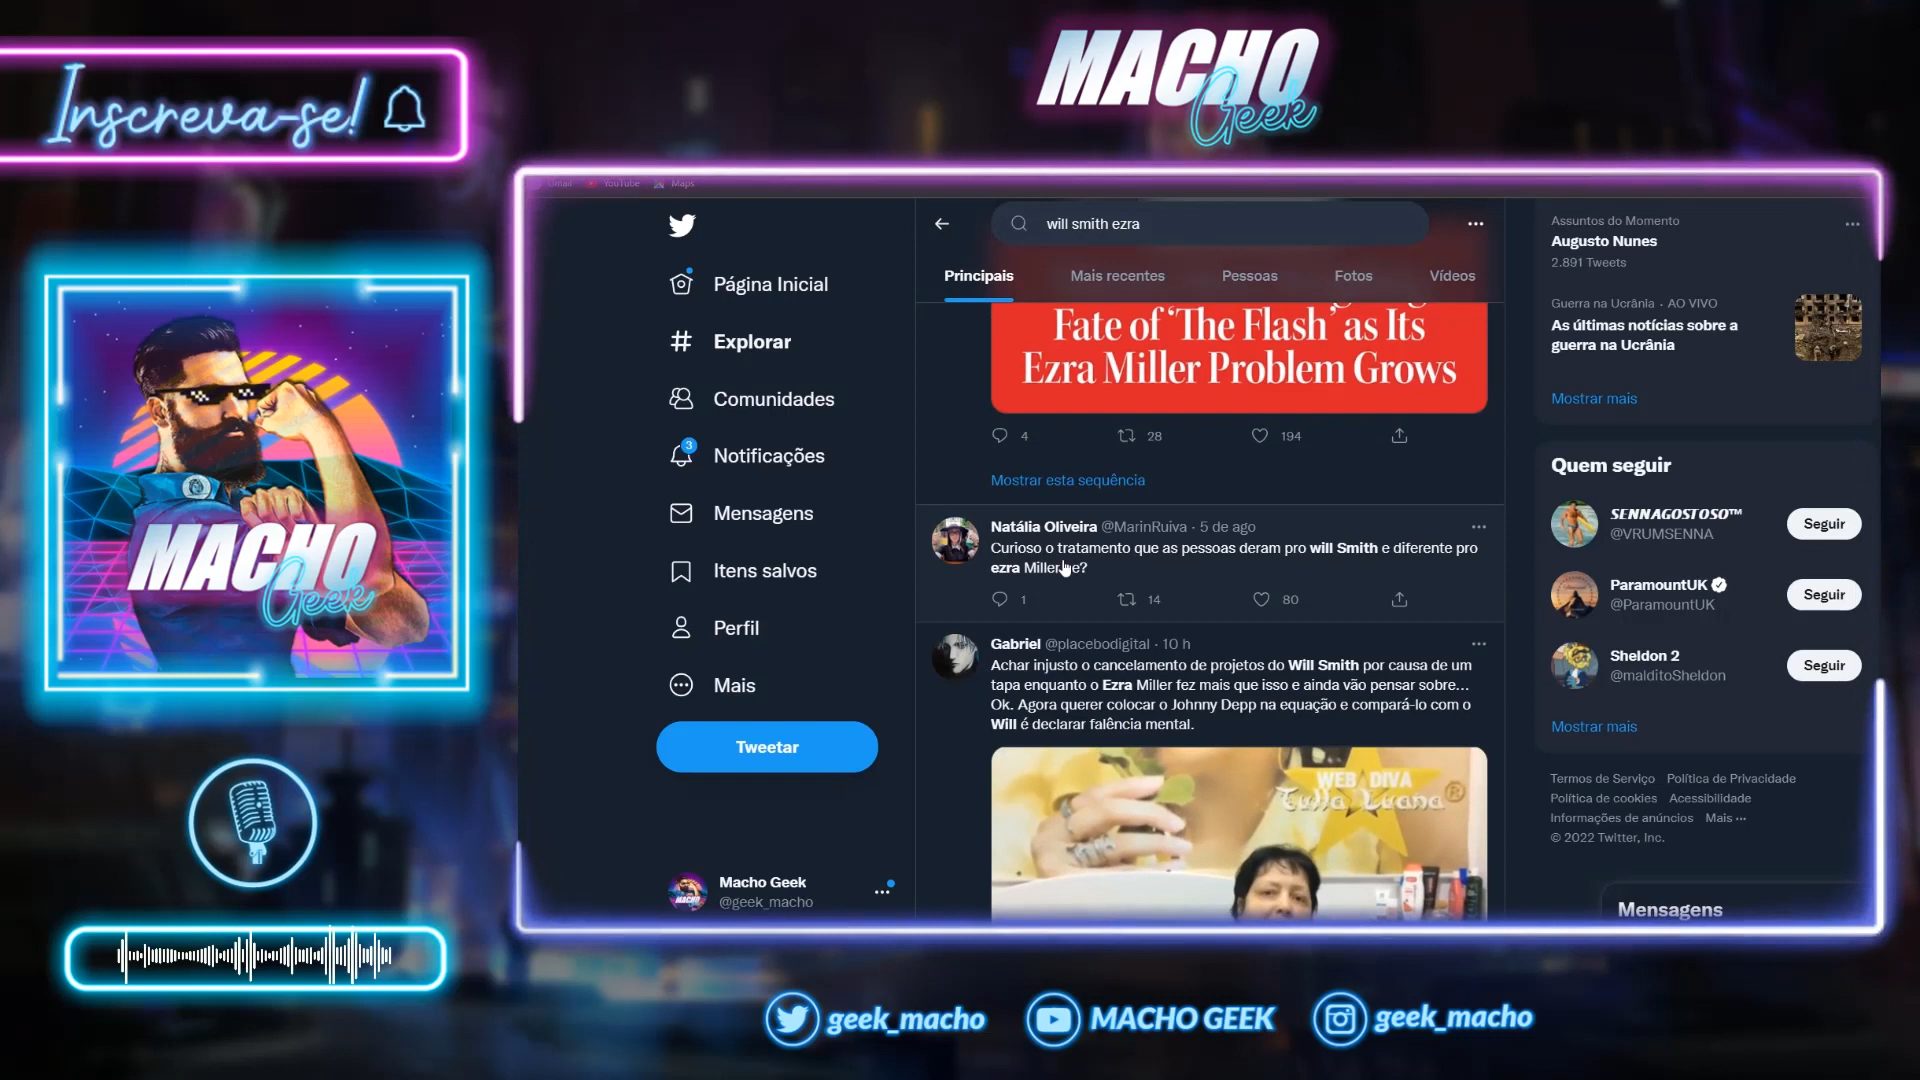 Inscreva-se!
MACHO
Geek
Gmail YouTube Maps
will smith ezra
Principais Mais recentes Pessoas Fotos Vídeos
Página Inicial
Explorar
Comunidades
3
Notificações
Mensagens
Itens salvos
Perfil
Mais
Tweetar
Macho Geek
@geek_macho
Fate of ‘The Flash’ as Its
Ezra Miller Problem Grows
4 28 194
Mostrar esta sequência
Natália Oliveira @MarinRuiva · 5 de ago
Curioso o tratamento que as pessoas deram pro will Smith e diferente pro
ezra Miller e?
1 14 80
Gabriel @placebodigital · 10 h
Achar injusto o cancelamento de projetos do Will Smith por causa de um
tapa enquanto o Ezra Miller fez mais que isso e ainda vão pensar sobre...
Ok. Agora querer colocar o Johnny Depp na equação e compará-lo com o
Will é declarar falência mental.
WEB DIVA
Tulla Luana®
Assuntos do Momento
Augusto Nunes
2.891 Tweets
Guerra na Ucrânia · AO VIVO
As últimas notícias sobre a
guerra na Ucrânia
Mostrar mais
Quem seguir
SENNAGOSTOSO™
@VRUMSENNA
Seguir
ParamountUK
@ParamountUK
Seguir
Sheldon 2
@malditoSheldon
Seguir
Mostrar mais
Termos de Serviço Política de Privacidade
Política de cookies Acessibilidade
Informações de anúncios Mais ···
© 2022 Twitter, Inc.
Mensagens
MACHO
Geek
geek_macho MACHO GEEK geek_macho